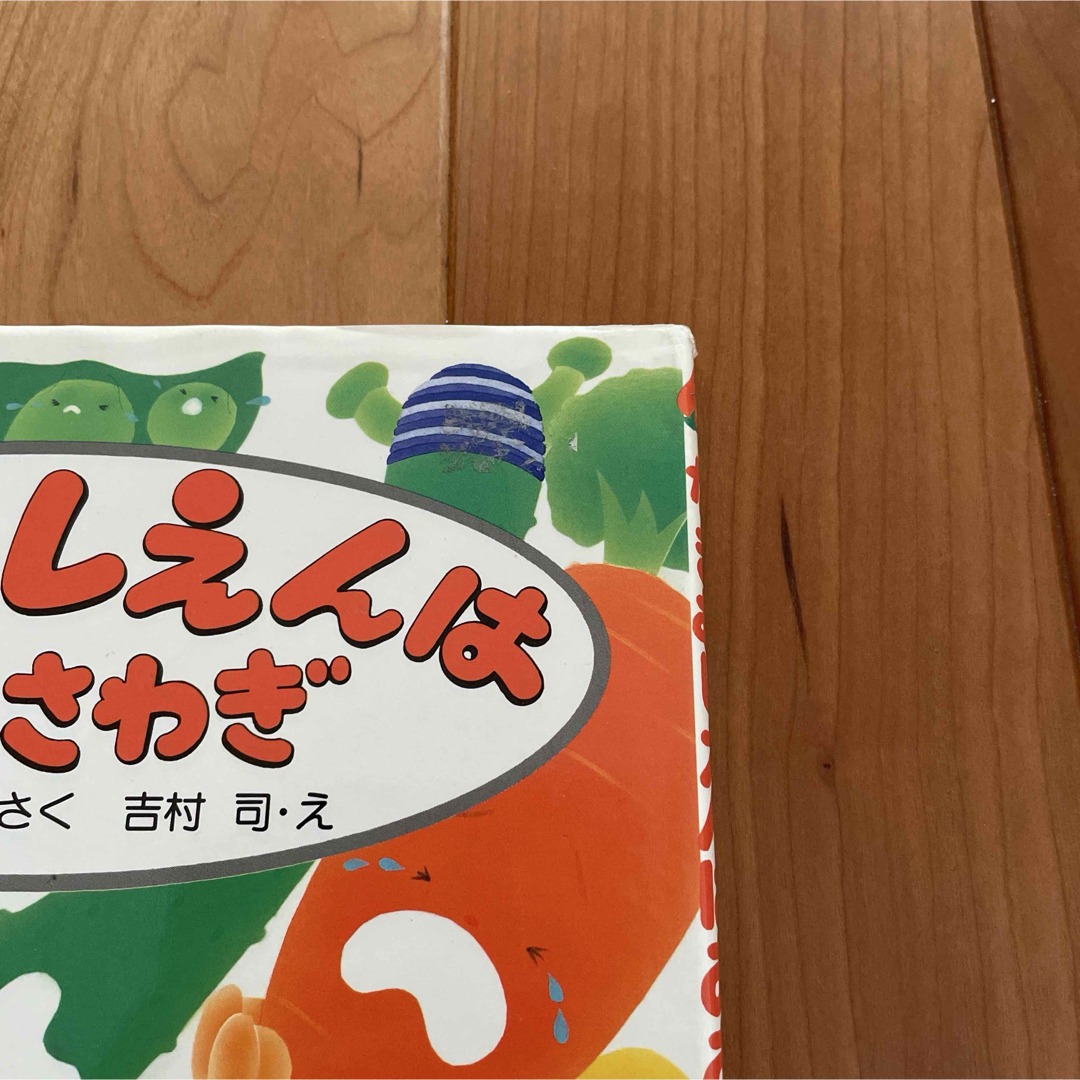 しえんは
さわぎ
さく 吉村 司・え